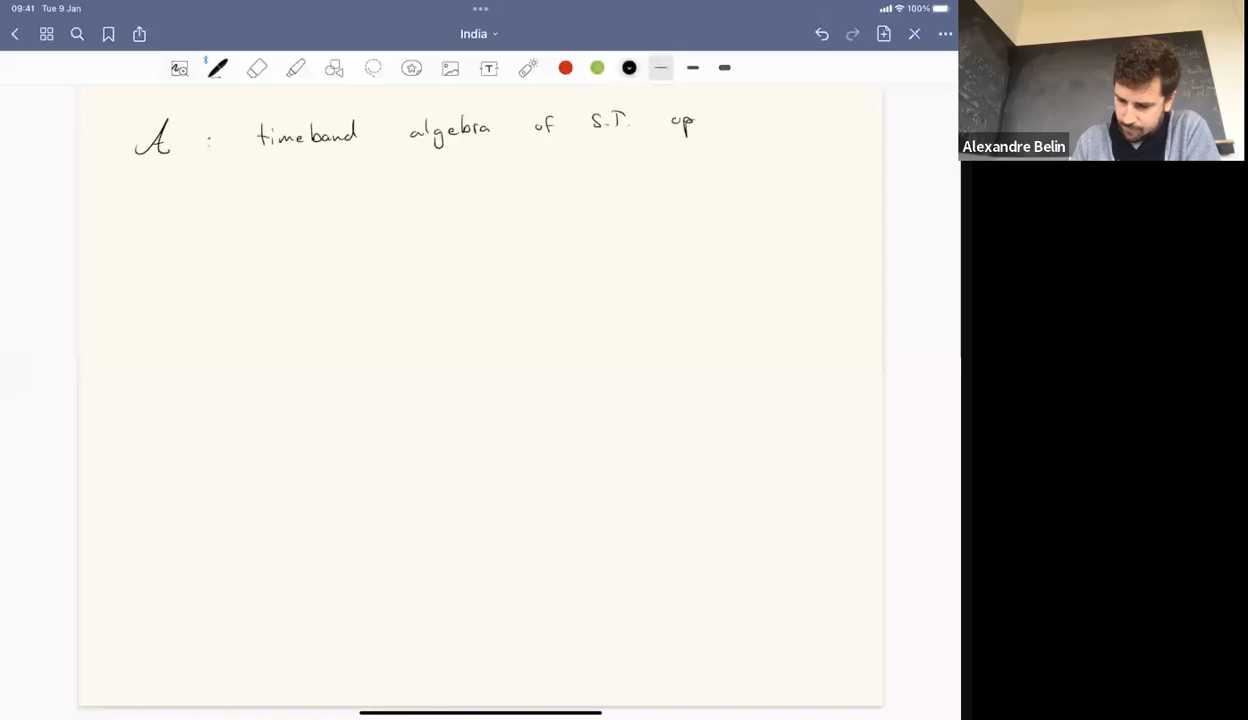 09:41 Tue 9 Jan
100%
India
T
A : timeband algebra of S.T. op
Alexandre Belin